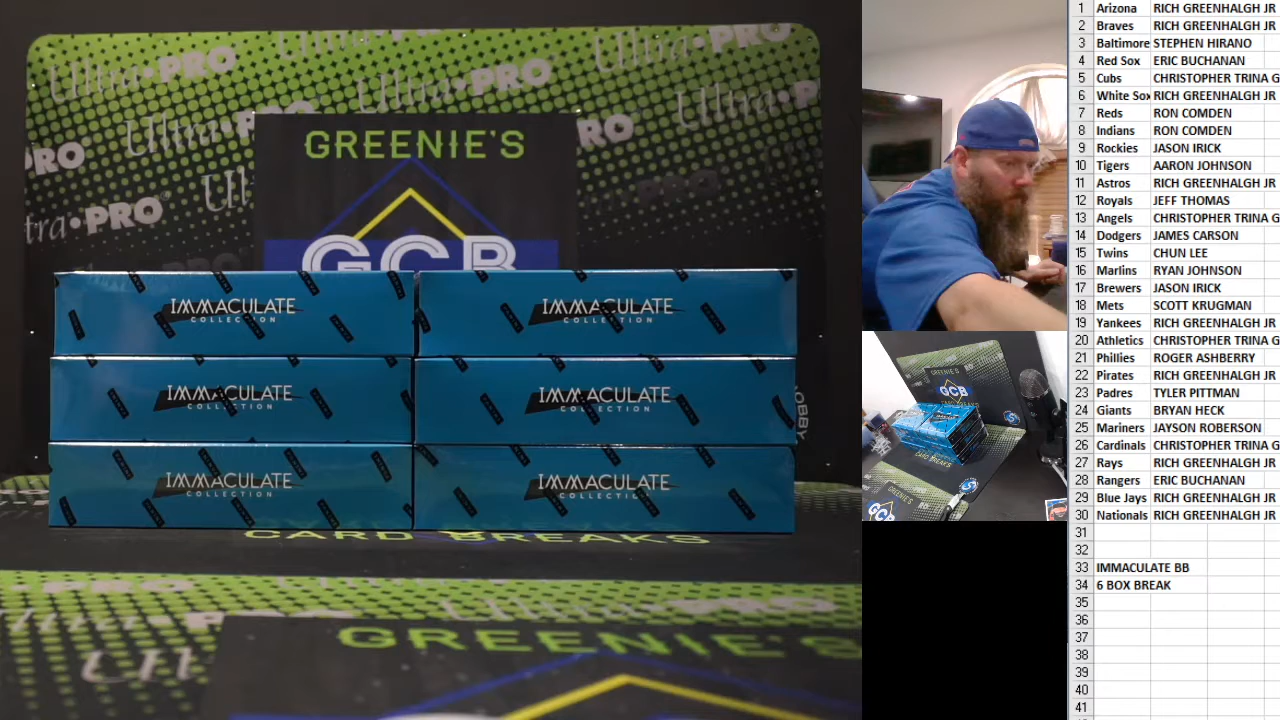 Ultra•PRO
GREENIE'S
GCB
IMMACULATE
COLLECTION
IMMACULATE
COLLECTION
IMMACULATE
COLLECTION
IMMACULATE
COLLECTION
IMMACULATE
COLLECTION
IMMACULATE
COLLECTION
CARD BREAKS
GREENIE'S
GREENIE'S
GCB
CARD BREAKS
GREENIE'S
GCB
1 Arizona RICH GREENHALGH JR
2 Braves RICH GREENHALGH JR
3 Baltimore STEPHEN HIRANO
4 Red Sox ERIC BUCHANAN
5 Cubs CHRISTOPHER TRINA G
6 White Sox RICH GREENHALGH JR
7 Reds RON COMDEN
8 Indians RON COMDEN
9 Rockies JASON IRICK
10 Tigers AARON JOHNSON
11 Astros RICH GREENHALGH JR
12 Royals JEFF THOMAS
13 Angels CHRISTOPHER TRINA G
14 Dodgers JAMES CARSON
15 Twins CHUN LEE
16 Marlins RYAN JOHNSON
17 Brewers JASON IRICK
18 Mets SCOTT KRUGMAN
19 Yankees RICH GREENHALGH JR
20 Athletics CHRISTOPHER TRINA G
21 Phillies ROGER ASHBERRY
22 Pirates RICH GREENHALGH JR
23 Padres TYLER PITTMAN
24 Giants BRYAN HECK
25 Mariners JAYSON ROBERSON
26 Cardinals CHRISTOPHER TRINA G
27 Rays RICH GREENHALGH JR
28 Rangers ERIC BUCHANAN
29 Blue Jays RICH GREENHALGH JR
30 Nationals RICH GREENHALGH JR
31
32
33 IMMACULATE BB
34 6 BOX BREAK
35
36
37
38
39
40
41